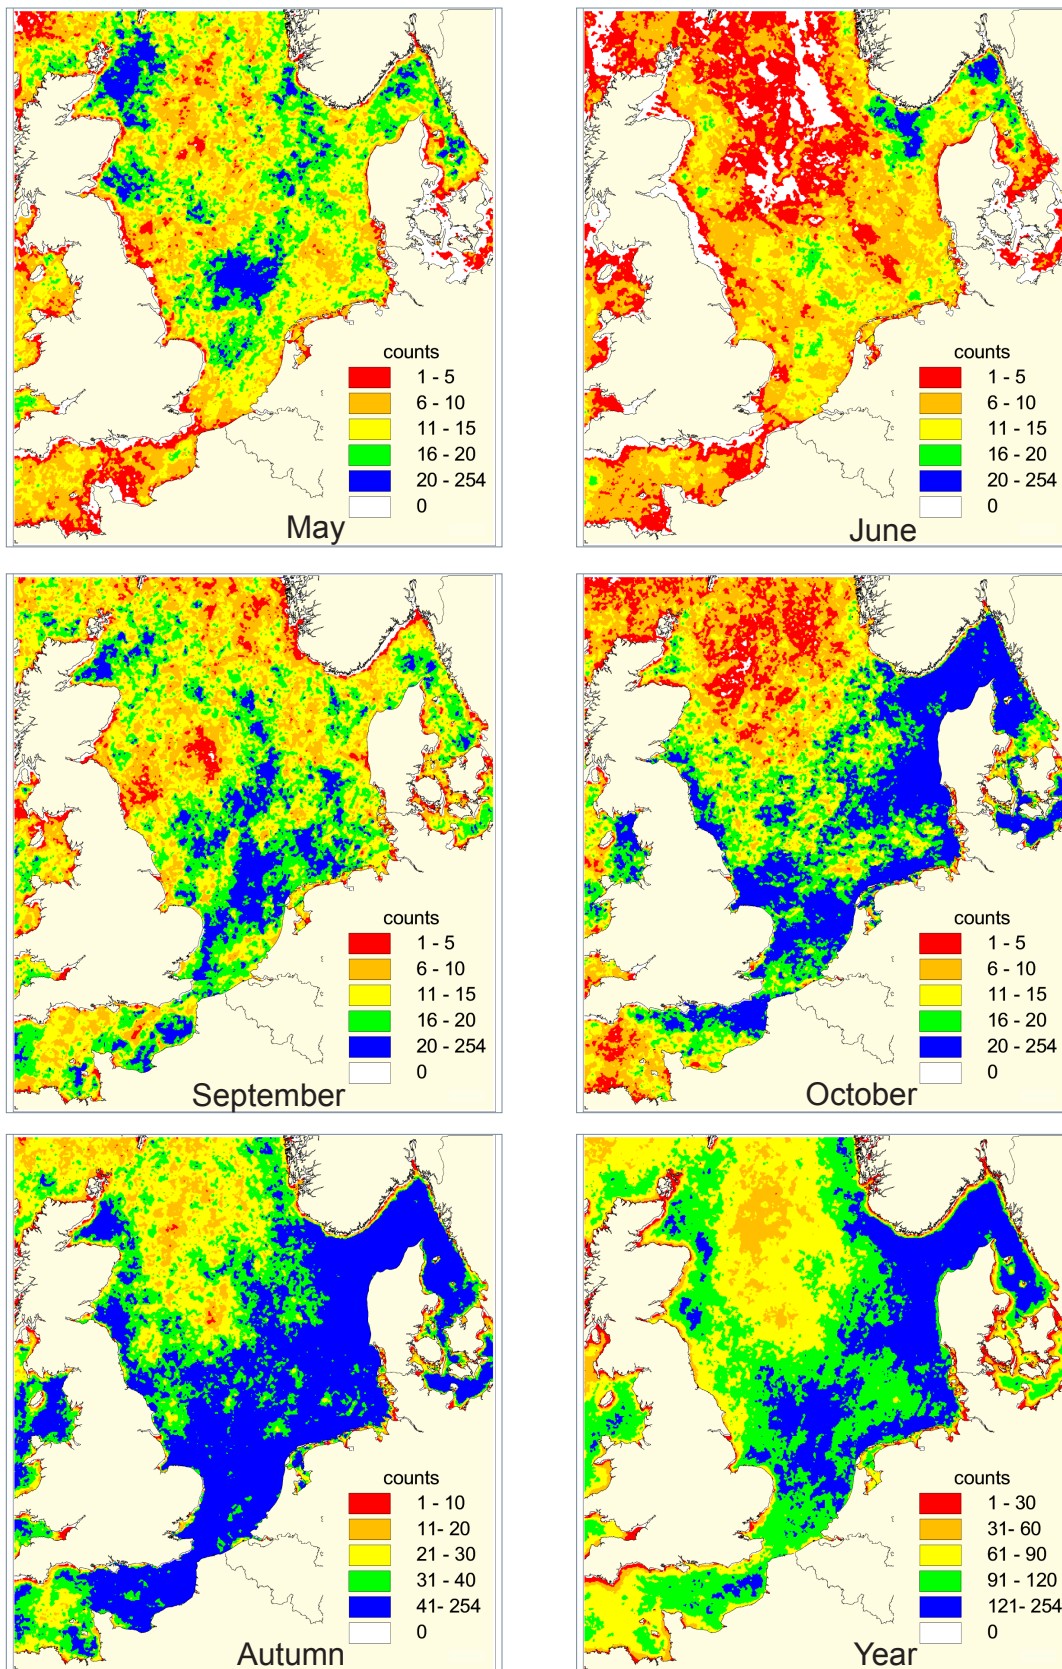 counts
1 - 5
6 - 10
11 - 15
16 - 20
20 - 254
0
May
counts
1 - 5
6 - 10
11 - 15
16 - 20
20 - 254
0
June
counts
1 - 5
6 - 10
11 - 15
16 - 20
20 - 254
0
September
counts
1 - 5
6 - 10
11 - 15
16 - 20
20 - 254
0
October
counts
1 - 10
11- 20
21 - 30
31 - 40
41- 254
0
Autumn
counts
1 - 30
31- 60
61 - 90
91 - 120
121- 254
0
Year